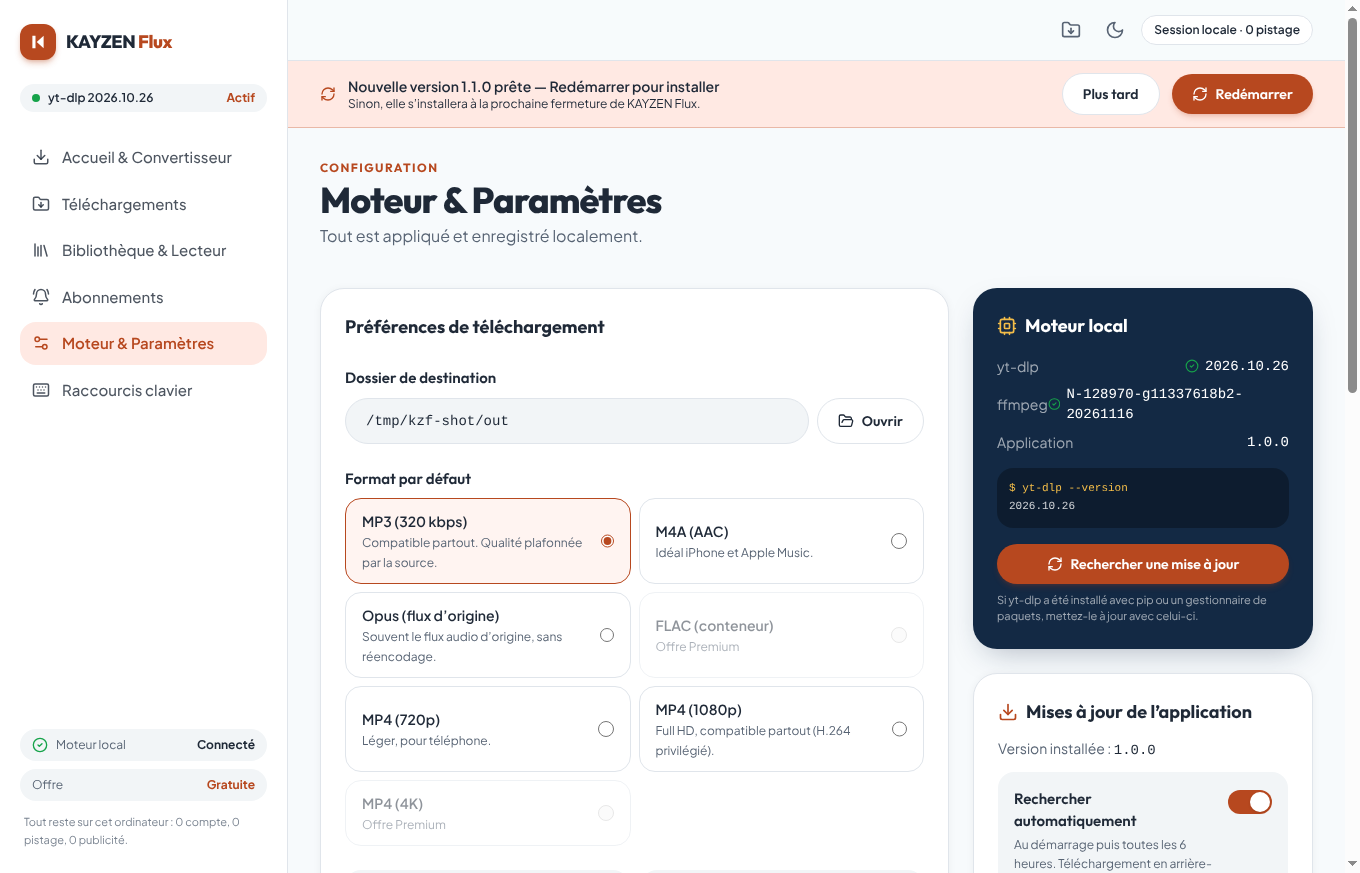 KAYZEN Flux
yt-dlp 2026.10.26 Actif
Accueil & Convertisseur
Téléchargements
Bibliothèque & Lecteur
Abonnements
Moteur & Paramètres
Raccourcis clavier
Moteur local Connecté
Offre Gratuite
Tout reste sur cet ordinateur : 0 compte, 0
pistage, 0 publicité.
Session locale · 0 pistage
Nouvelle version 1.1.0 prête — Redémarrer pour installer
Sinon, elle s’installera à la prochaine fermeture de KAYZEN Flux.
Plus tard
Redémarrer
CONFIGURATION
Moteur & Paramètres
Tout est appliqué et enregistré localement.
Préférences de téléchargement
Dossier de destination
/tmp/kzf-shot/out
Ouvrir
Format par défaut
MP3 (320 kbps)
Compatible partout. Qualité plafonnée
par la source.
M4A (AAC)
Idéal iPhone et Apple Music.
Opus (flux d’origine)
Souvent le flux audio d’origine, sans
réencodage.
FLAC (conteneur)
Offre Premium
MP4 (720p)
Léger, pour téléphone.
MP4 (1080p)
Full HD, compatible partout (H.264
privilégié).
MP4 (4K)
Offre Premium
Moteur local
yt-dlp 2026.10.26
ffmpeg N-128970-g11337618b2-
20261116
Application 1.0.0
$ yt-dlp --version
2026.10.26
Rechercher une mise à jour
Si yt-dlp a été installé avec pip ou un gestionnaire de
paquets, mettez-le à jour avec celui-ci.
Mises à jour de l’application
Version installée : 1.0.0
Rechercher
automatiquement
Au démarrage puis toutes les 6
heures. Téléchargement en arrière-